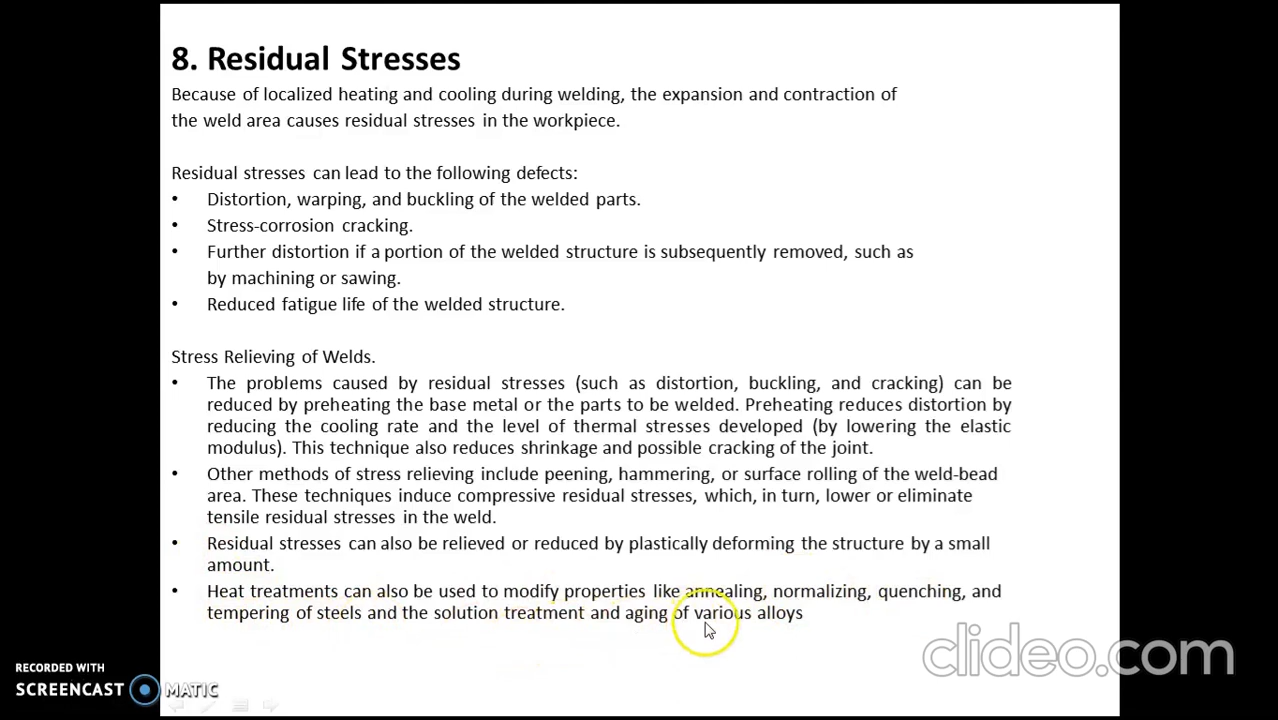 8. Residual Stresses
Because of localized heating and cooling during welding, the expansion and contraction of
the weld area causes residual stresses in the workpiece.
Residual stresses can lead to the following defects:
• Distortion, warping, and buckling of the welded parts.
• Stress-corrosion cracking.
• Further distortion if a portion of the welded structure is subsequently removed, such as
by machining or sawing.
• Reduced fatigue life of the welded structure.
Stress Relieving of Welds.
• The problems caused by residual stresses (such as distortion, buckling, and cracking) can be
reduced by preheating the base metal or the parts to be welded. Preheating reduces distortion by
reducing the cooling rate and the level of thermal stresses developed (by lowering the elastic
modulus). This technique also reduces shrinkage and possible cracking of the joint.
• Other methods of stress relieving include peening, hammering, or surface rolling of the weld-bead
area. These techniques induce compressive residual stresses, which, in turn, lower or eliminate
tensile residual stresses in the weld.
• Residual stresses can also be relieved or reduced by plastically deforming the structure by a small
amount.
• Heat treatments can also be used to modify properties like annealing, normalizing, quenching, and
tempering of steels and the solution treatment and aging of various alloys
clideo.com
RECORDED WITH
SCREENCAST MATIC